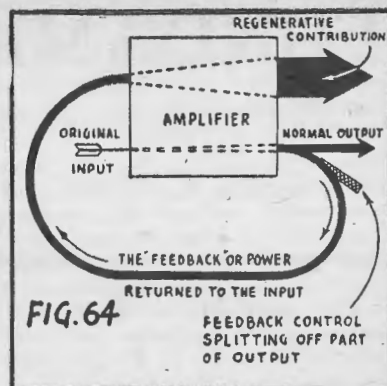 REGENERATIVE
CONTRIBUTION
AMPLIFIER
ORIGINAL
INPUT
NORMAL OUTPUT
THE "FEEDBACK" OR POWER
RETURNED TO THE INPUT
FIG. 64
FEEDBACK CONTROL
SPLITTING OFF PART
OF OUTPUT